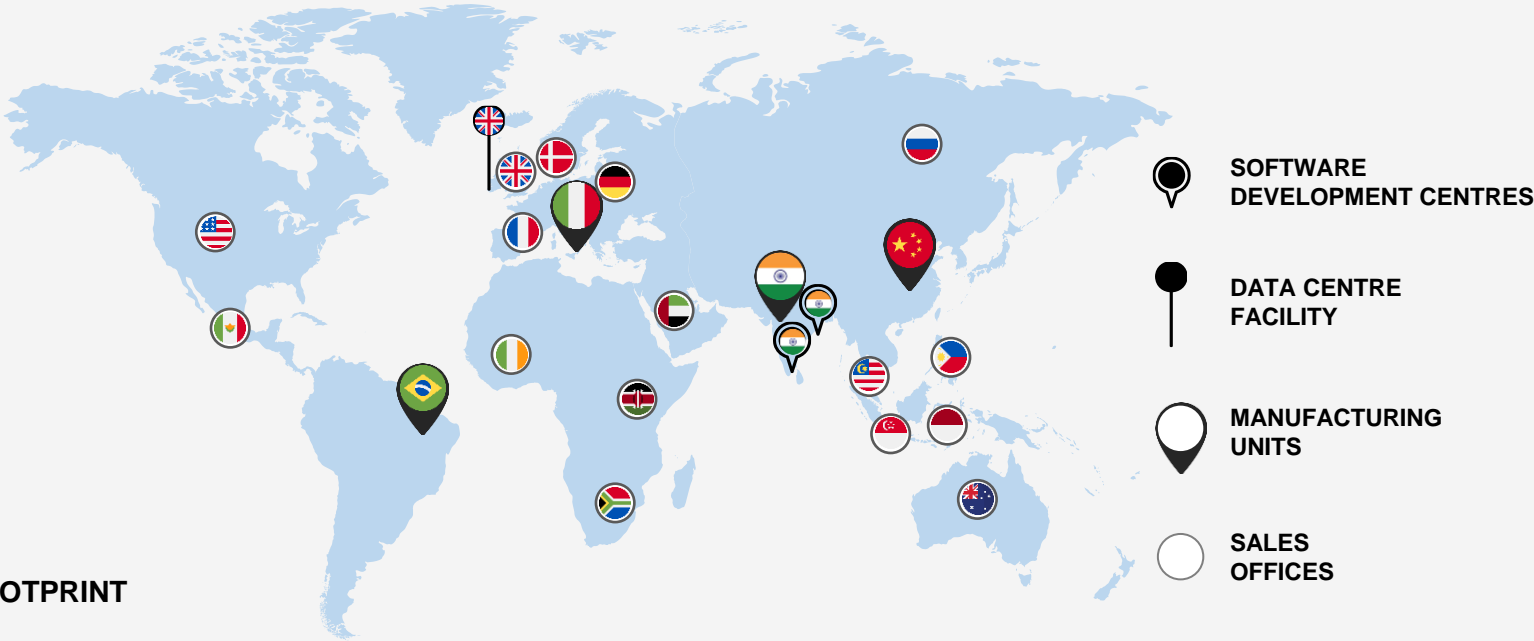 SOFTWARE
DEVELOPMENT CENTRES
DATA CENTRE
FACILITY
MANUFACTURING
UNITS
SALES
OFFICES
OTPRINT